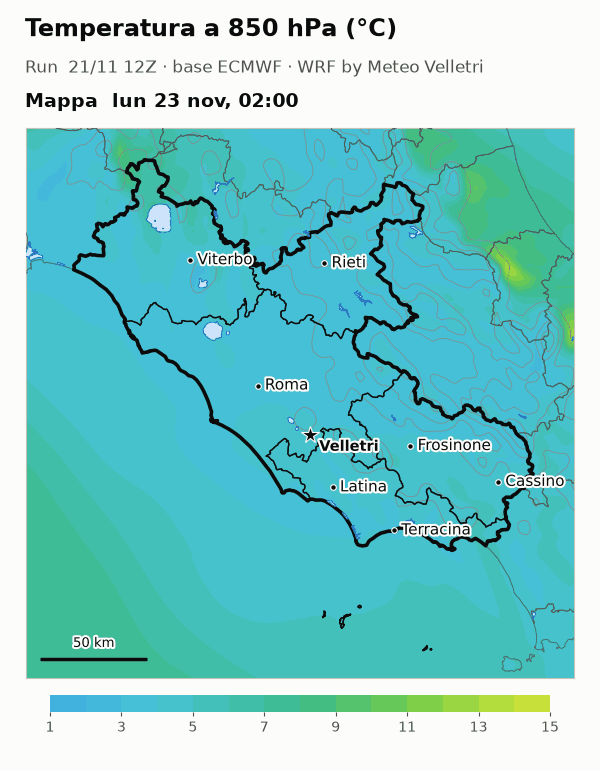 Temperatura a 850 hPa (°C)
Run  21/11 12Z · base ECMWF · WRF by Meteo Velletri
Mappa  lun 23 nov, 02:00
Viterbo
Rieti
Roma
Velletri
Frosinone
Latina
Cassino
Terracina
50 km
1 3 5 7 9 11 13 15